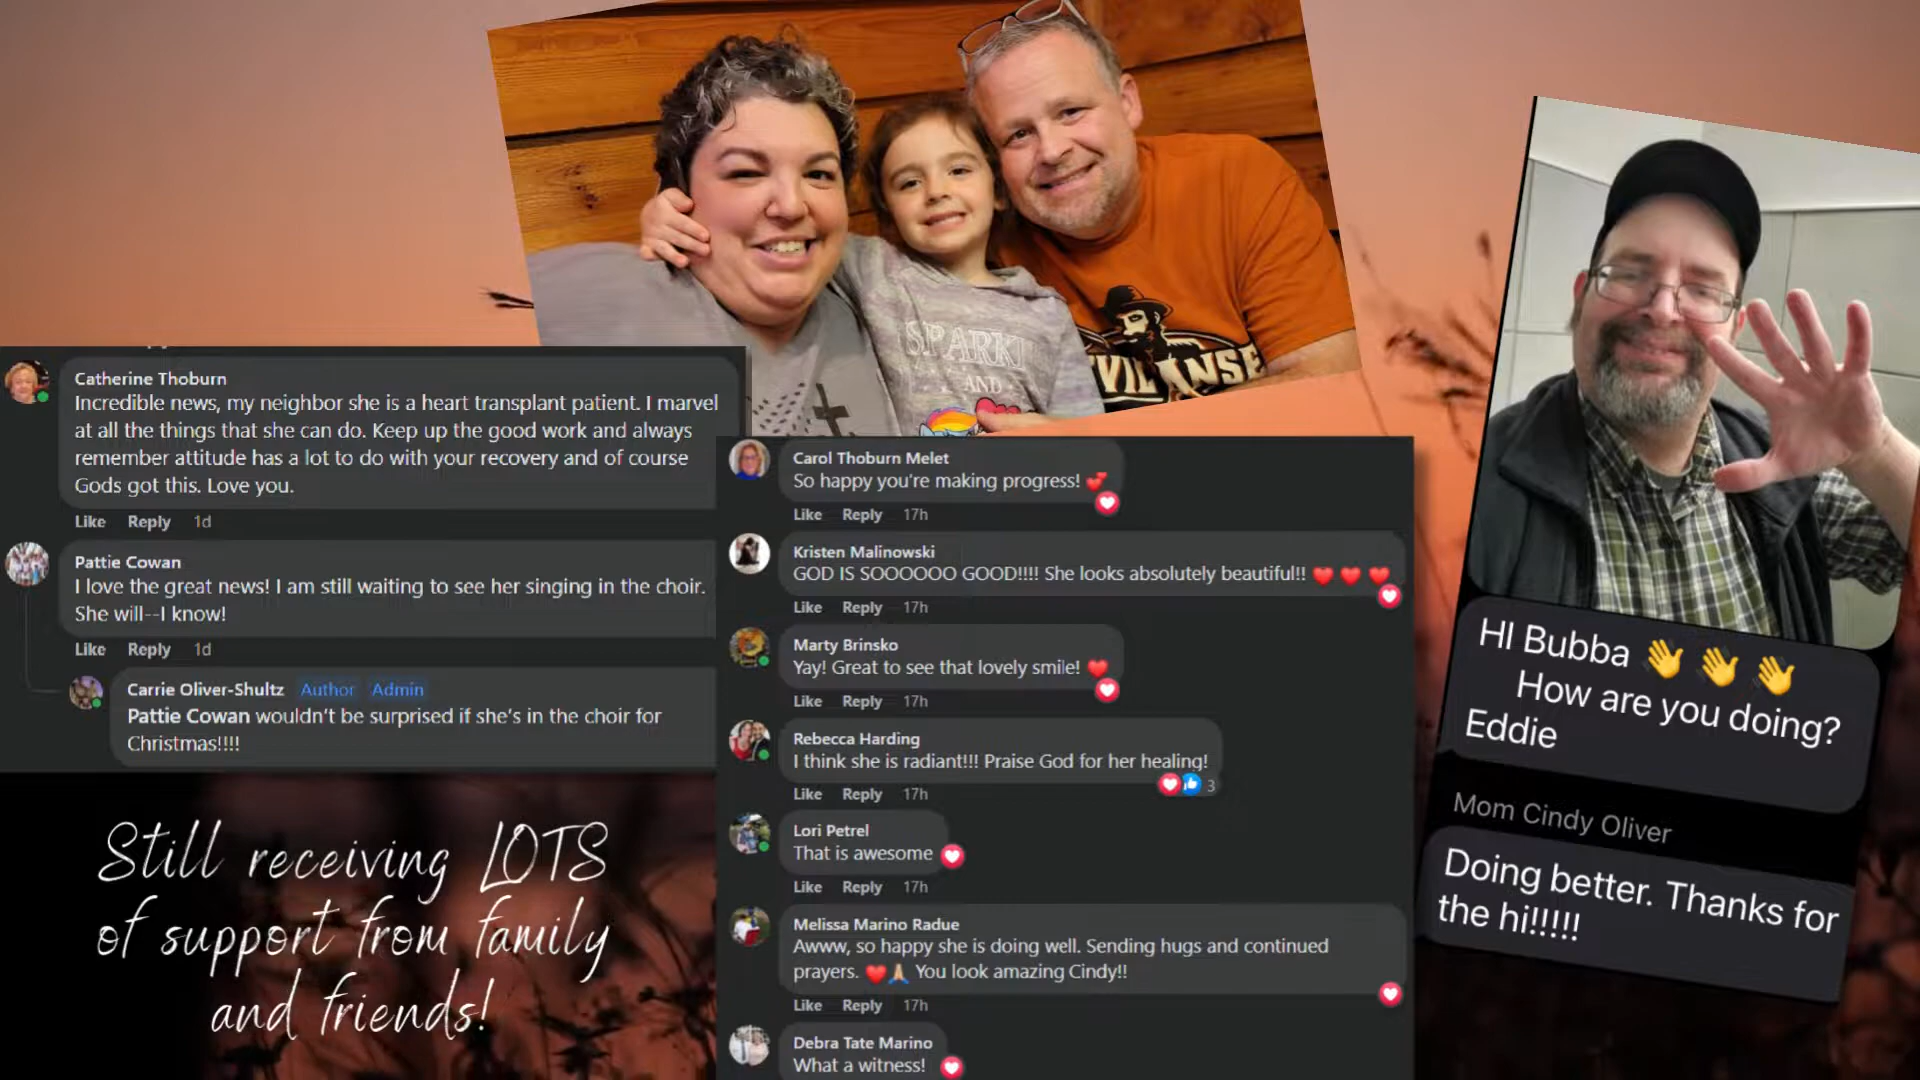 SPARKL
AND
VIL ANSE
Catherine Thoburn
Incredible news, my neighbor she is a heart transplant patient. I marvel
at all the things that she can do. Keep up the good work and always
remember attitude has a lot to do with your recovery and of course
Gods got this. Love you.
Like Reply 1d
Pattie Cowan
I love the great news! I am still waiting to see her singing in the choir.
She will--I know!
Like Reply 1d
Carrie Oliver-Shultz Author Admin
Pattie Cowan wouldn't be surprised if she's in the choir for
Christmas!!!!
Still receiving LOTS
of support from family
and friends!
Carol Thoburn Melet
So happy you're making progress! 💕
Like Reply 17h
Kristen Malinowski
GOD IS SOOOOOO GOOD!!!! She looks absolutely beautiful!! ❤️ ❤️ ❤️
Like Reply 17h
Marty Brinsko
Yay! Great to see that lovely smile! ❤️
Like Reply 17h
Rebecca Harding
I think she is radiant!!! Praise God for her healing!
3
Like Reply 17h
Lori Petrel
That is awesome
Like Reply 17h
Melissa Marino Radue
Awww, so happy she is doing well. Sending hugs and continued
prayers. ❤️🙏 You look amazing Cindy!!
Like Reply 17h
Debra Tate Marino
What a witness!
HI Bubba 👋 👋 👋
How are you doing?
Eddie
Mom Cindy Oliver
Doing better. Thanks for
the hi!!!!!